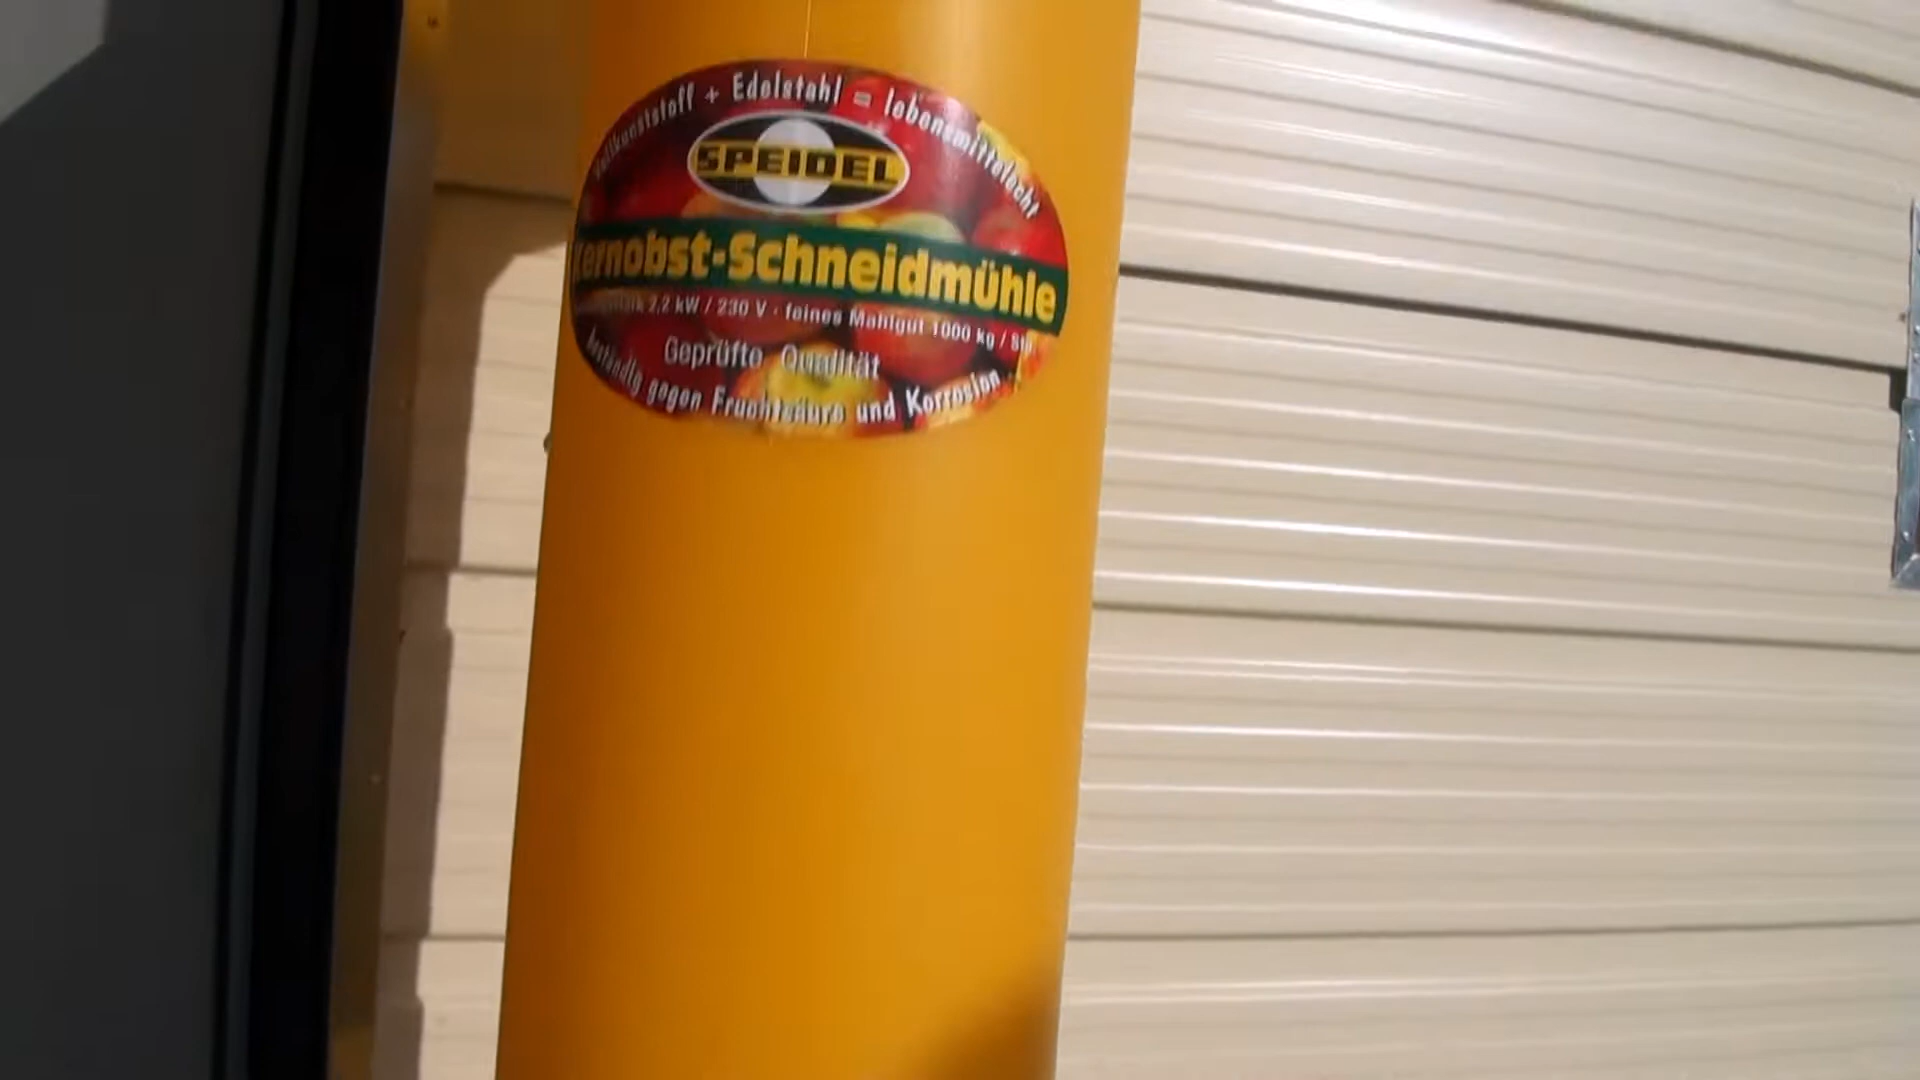 Vollkunststoff + Edelstahl = lebensmittelecht
SPEIDEL
Kernobst-Schneidmühle
2,2 kW / 230 V - feines Mahlgut 1000 kg / Std.
Geprüfte Qualität
beständig gegen Fruchtsäure und Korrosion